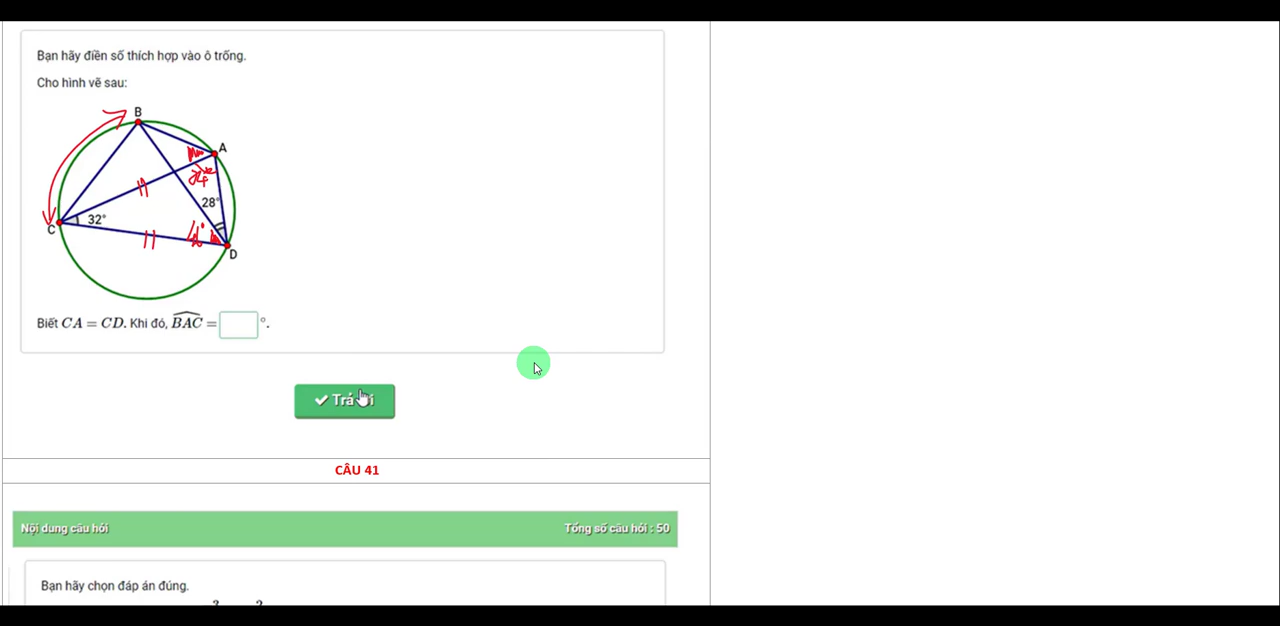 Bạn hãy điền số thích hợp vào ô trống.
Cho hình vẽ sau:
B
A
28°
C
32°
D
Biết CA = CD. Khi đó, BAC = °.
Trả
CÂU 41
Nội dung câu hỏi
Tổng số câu hỏi : 50
Bạn hãy chọn đáp án đúng.